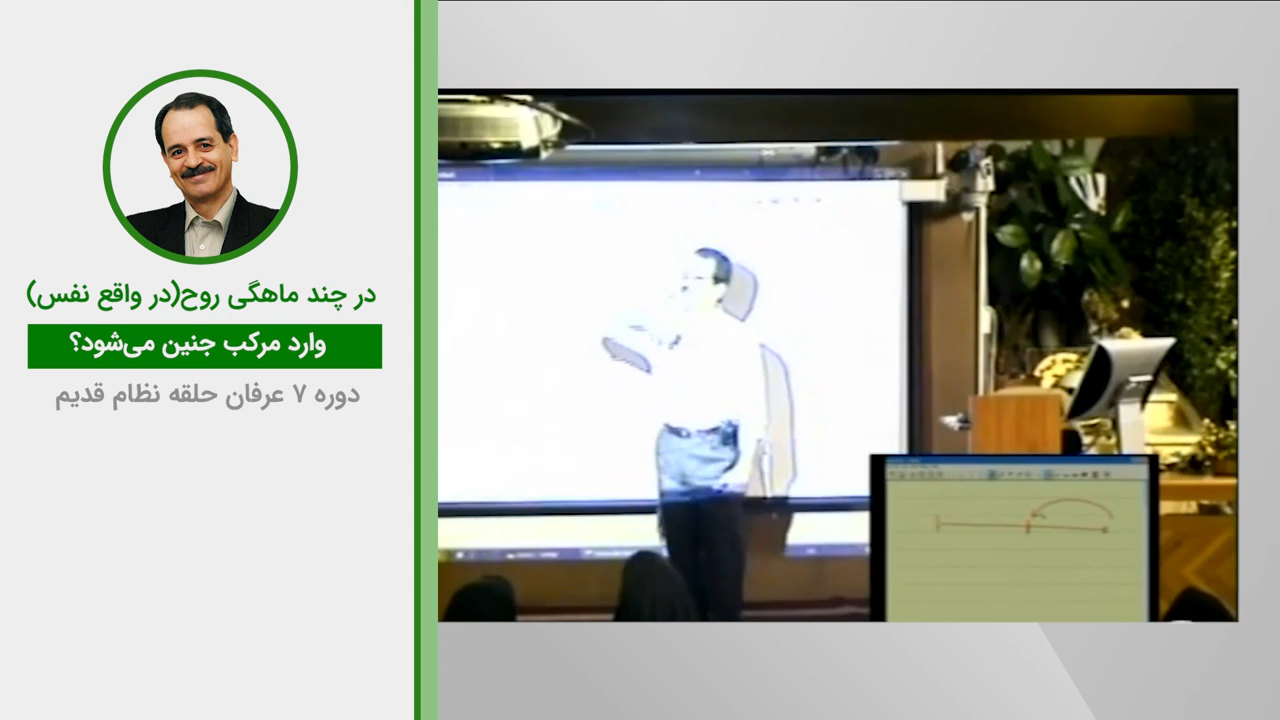 در چند ماهگی روح(در واقع نفس)
وارد مرکب جنین می‌شود؟
دوره ۷ عرفان حلقه نظام قدیم